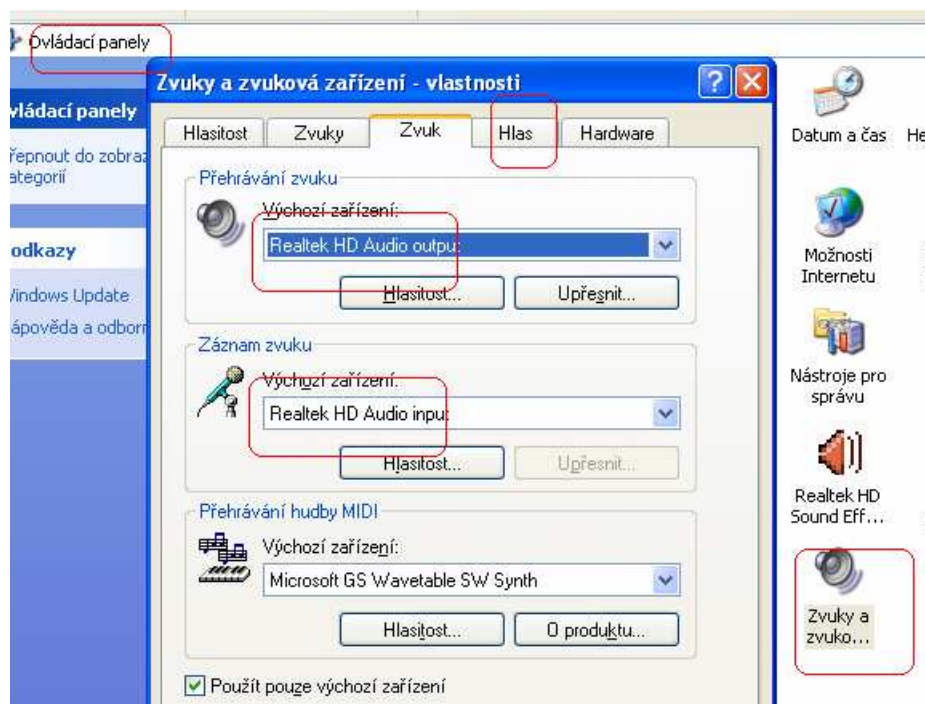 Ovládací panely
Zvuky a zvuková zařízení - vlastnosti
vládací panely
řepnout do zobraz
ategorií
odkazy
Windows Update
ápověda a odborn
Hlasitost
Zvuky
Zvuk
Hlas
Hardware
Přehrávání zvuku
Výchozí zařízení:
Realtek HD Audio output
Hlasitost...
Upřesnit...
Záznam zvuku
Výchozí zařízení:
Realtek HD Audio input
Hlasitost...
Upřesnit...
Přehrávání hudby MIDI
Výchozí zařízení:
Microsoft GS Wavetable SW Synth
Hlasitost...
O produktu...
Použít pouze výchozí zařízení
Datum a čas
He
Možnosti
Internetu
Nástroje pro
správu
Realtek HD
Sound Eff...
Zvuky a
zvuko...